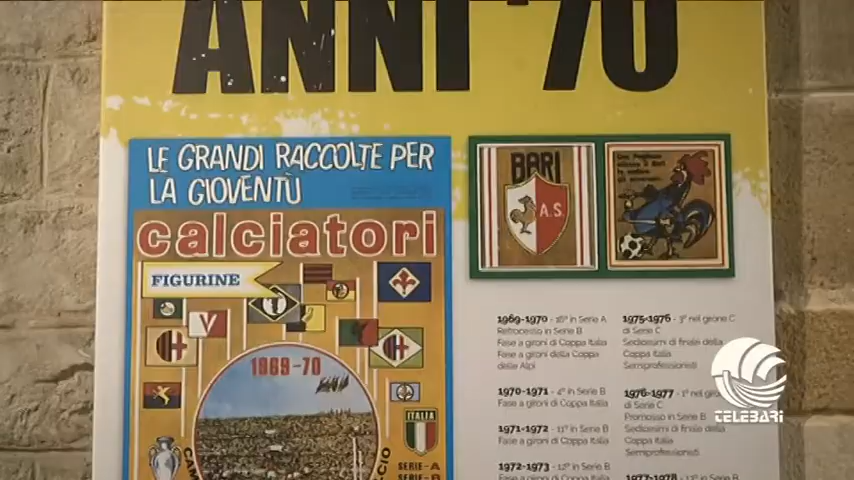 ANNI '70
LE GRANDI RACCOLTE PER
LA GIOVENTÙ
calciatori
FIGURINE
1969-70
ITALIA
SERIE-A
BARI
A.S.
1969-1970 - 16° in Serie A
Retrocesso in Serie B
Fase a gironi di Coppa Italia
Fase a gironi della Coppa
delle Alpi
1970-1971 - 4° in Serie B
Fase a gironi di Coppa Italia
1971-1972 - 11° in Serie B
Fase a gironi di Coppa Italia
1972-1973 - 12° in Serie B
1975-1976 - 3° nel girone C
di Serie C
Sedicesimi di finale della
Coppa Italia
Semiprofessionisti
1976-1977 - 1° nel girone
di Serie C
Promosso in Serie B
Sedicesimi di finale della
Coppa Italia
Semiprofessionisti
1977-1978
TELEBARI